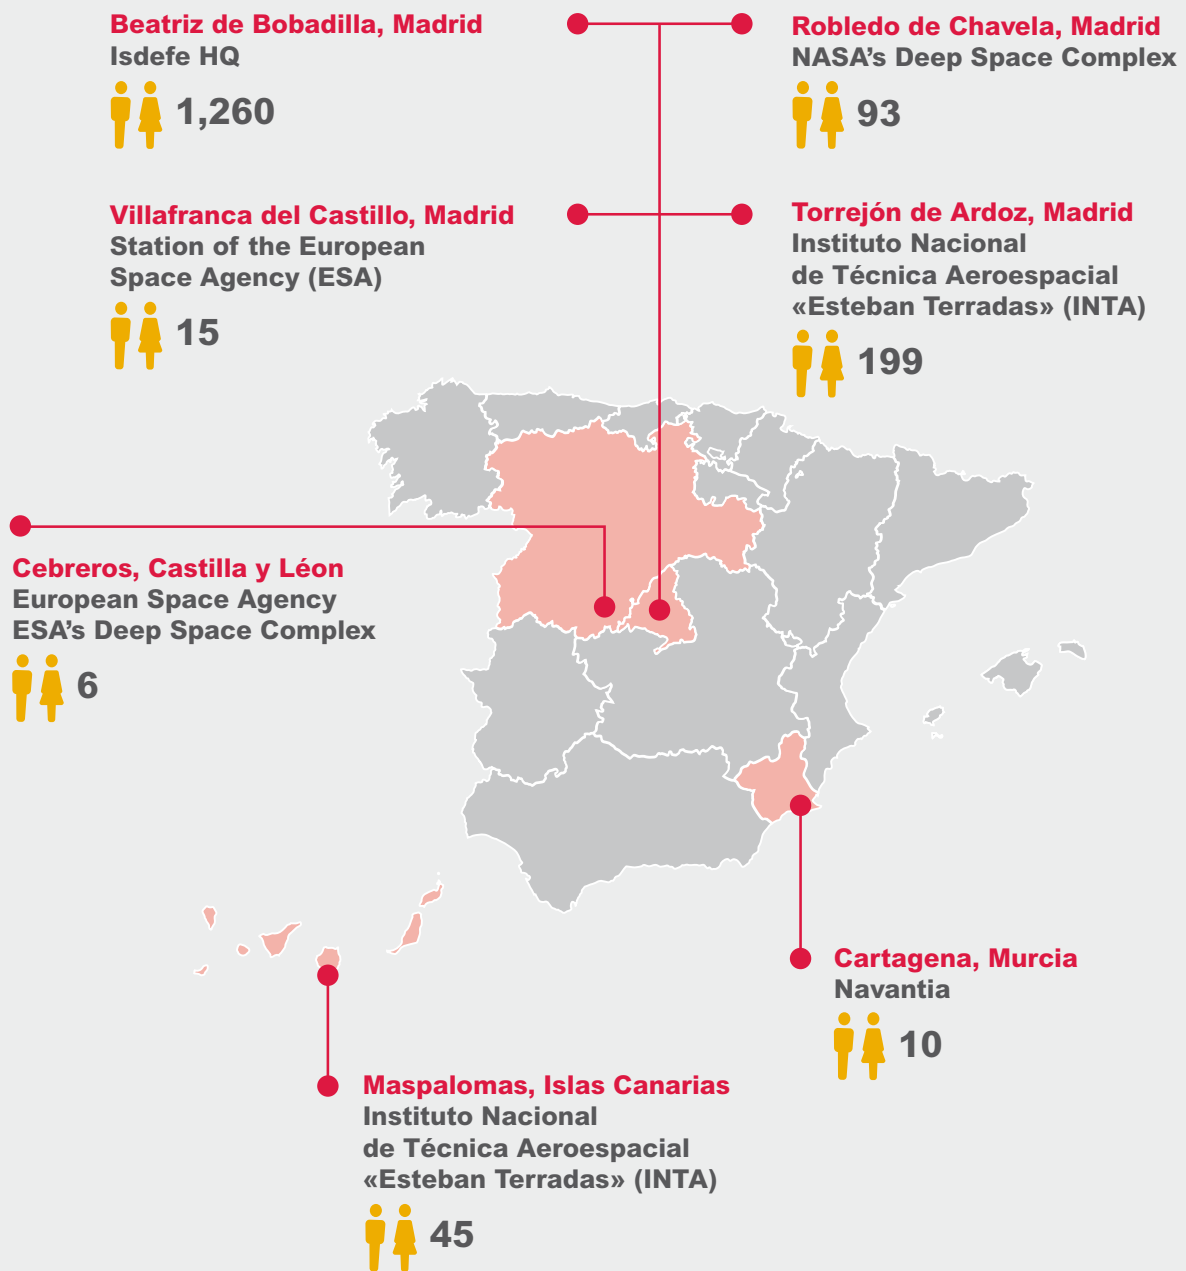 Beatriz de Bobadilla, Madrid
Isdefe HQ
1,260
Robledo de Chavela, Madrid
NASA's Deep Space Complex
93
Villafranca del Castillo, Madrid
Station of the European
Space Agency (ESA)
15
Torrejón de Ardoz, Madrid
Instituto Nacional
de Técnica Aeroespacial
«Esteban Terradas» (INTA)
199
Cebreros, Castilla y Léon
European Space Agency
ESA's Deep Space Complex
6
Cartagena, Murcia
Navantia
10
Maspalomas, Islas Canarias
Instituto Nacional
de Técnica Aeroespacial
«Esteban Terradas» (INTA)
45